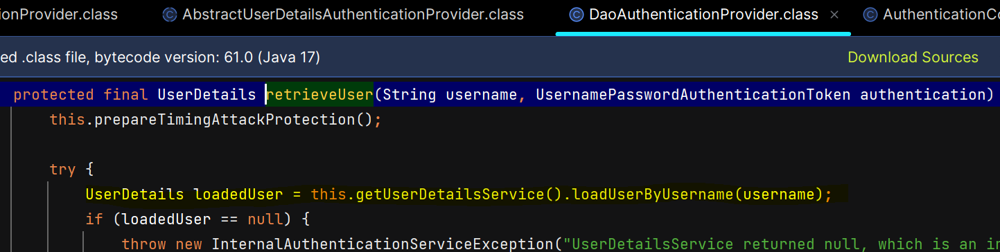 ionProvider.class AbstractUserDetailsAuthenticationProvider.class DaoAuthenticationProvider.class × AuthenticationCo
ed .class file, bytecode version: 61.0 (Java 17) Download Sources
protected final UserDetails retrieveUser(String username, UsernamePasswordAuthenticationToken authentication)
this.prepareTimingAttackProtection();
try {
UserDetails loadedUser = this.getUserDetailsService().loadUserByUsername(username);
if (loadedUser == null) {
throw new InternalAuthenticationServiceException("UserDetailsService returned null, which is an in